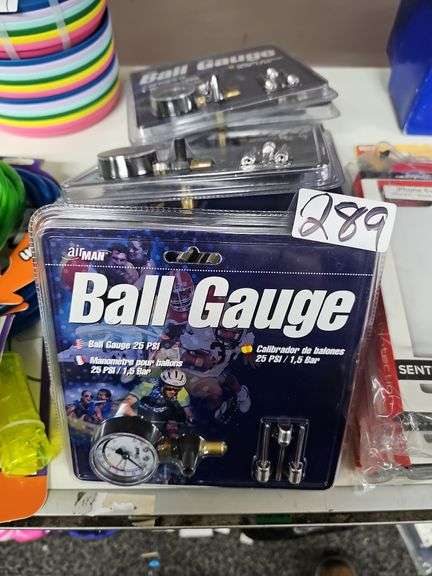 Ball Gauge
289
airMAN
Ball Gauge
Ball Gauge 25 PSI
Manomètre pour ballons
25 PSI / 1,5 Bar
Calibrador de balones
25 PSI / 1,5 Bar
SENT